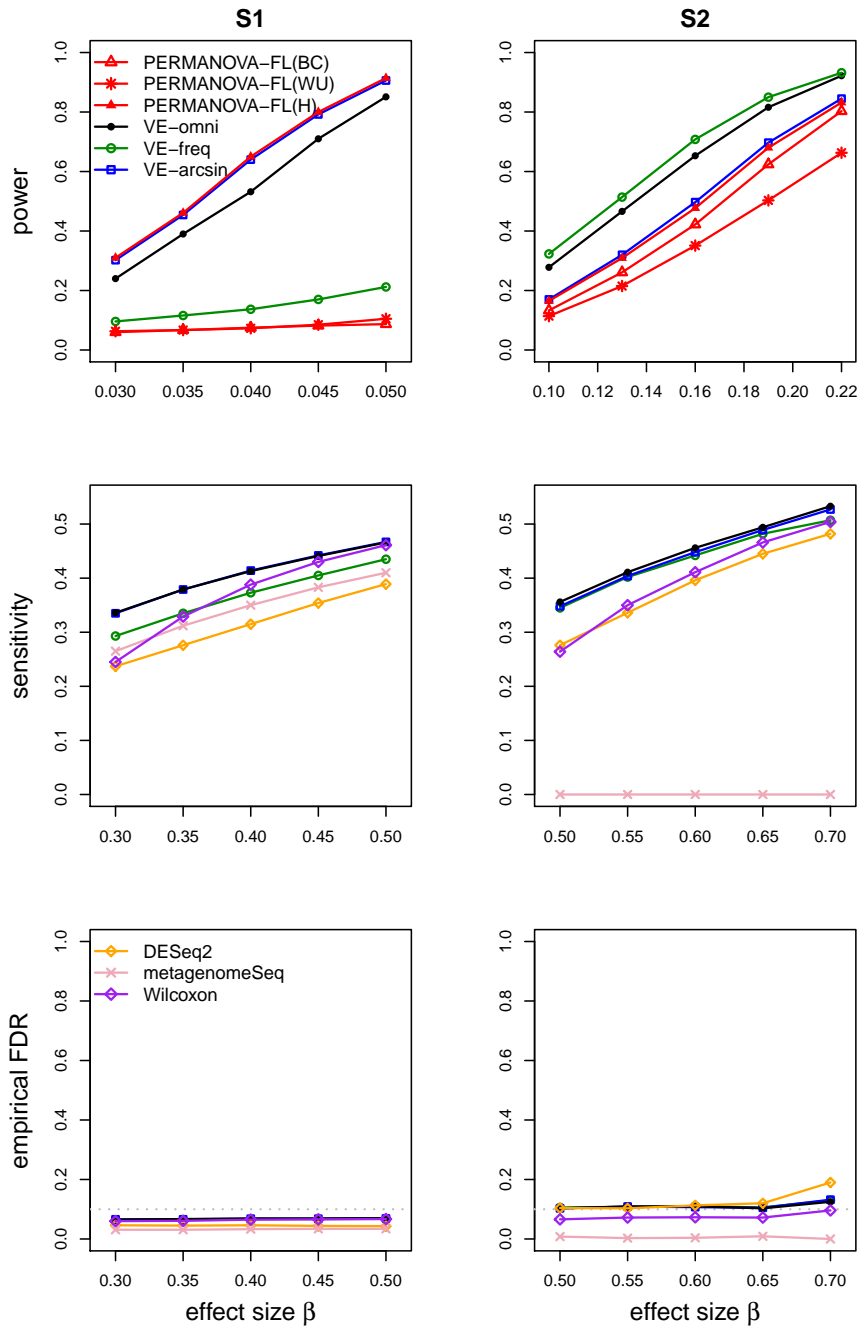 S1
S2
power
1.0
0.8
0.6
0.4
0.2
0.0
PERMANOVA−FL(BC)
PERMANOVA−FL(WU)
PERMANOVA−FL(H)
VE−omni
VE−freq
VE−arcsin
0.030 0.035 0.040 0.045 0.050
1.0
0.8
0.6
0.4
0.2
0.0
0.10 0.12 0.14 0.16 0.18 0.20 0.22
sensitivity
0.5
0.4
0.3
0.2
0.1
0.0
0.30 0.35 0.40 0.45 0.50
0.5
0.4
0.3
0.2
0.1
0.0
0.50 0.55 0.60 0.65 0.70
empirical FDR
1.0
0.8
0.6
0.4
0.2
0.0
DESeq2
metagenomeSeq
Wilcoxon
0.30 0.35 0.40 0.45 0.50
effect size β
1.0
0.8
0.6
0.4
0.2
0.0
0.50 0.55 0.60 0.65 0.70
effect size β